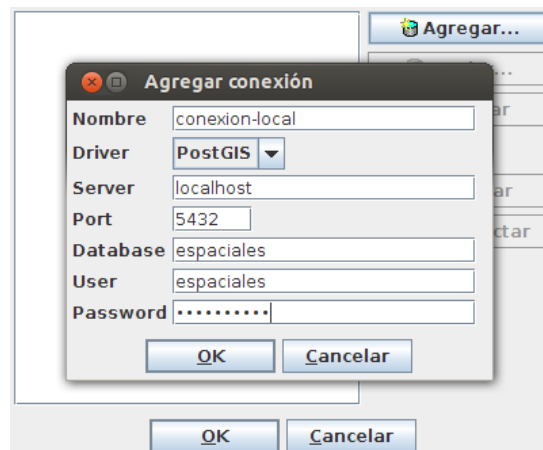 Agregar...
Agregar conexión
Nombre conexion-local
Driver PostGIS
Server localhost
Port 5432
Database espaciales
User espaciales
Password ••••••••••
OK Cancelar
OK Cancelar